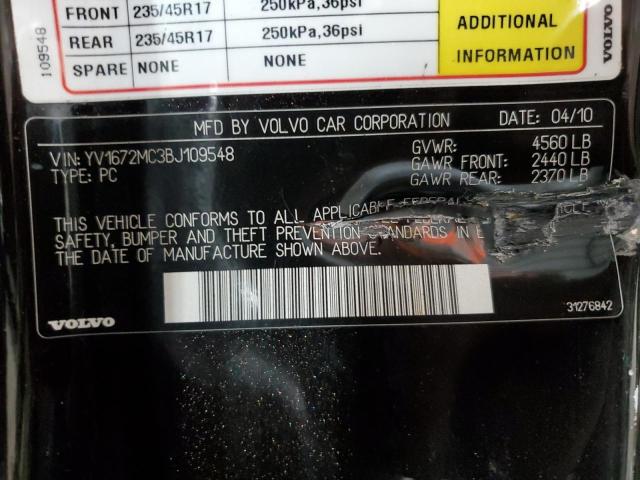 FRONT 235/45R17 250kPa,36psi
REAR 235/45R17 250kPa,36psi
SPARE NONE NONE
ADDITIONAL
INFORMATION
109548
VOLVO
MFD BY VOLVO CAR CORPORATION DATE: 04/10
VIN: YV1672MC3BJ109548 GVWR: 4560 LB
TYPE: PC GAWR FRONT: 2440 LB
GAWR REAR: 2370 LB
THIS VEHICLE CONFORMS TO ALL APPLICABLE FEDERAL VEHICLE
SAFETY, BUMPER AND THEFT PREVENTION STANDARDS IN
THE DATE OF MANUFACTURE SHOWN ABOVE.
VOLVO
31276842